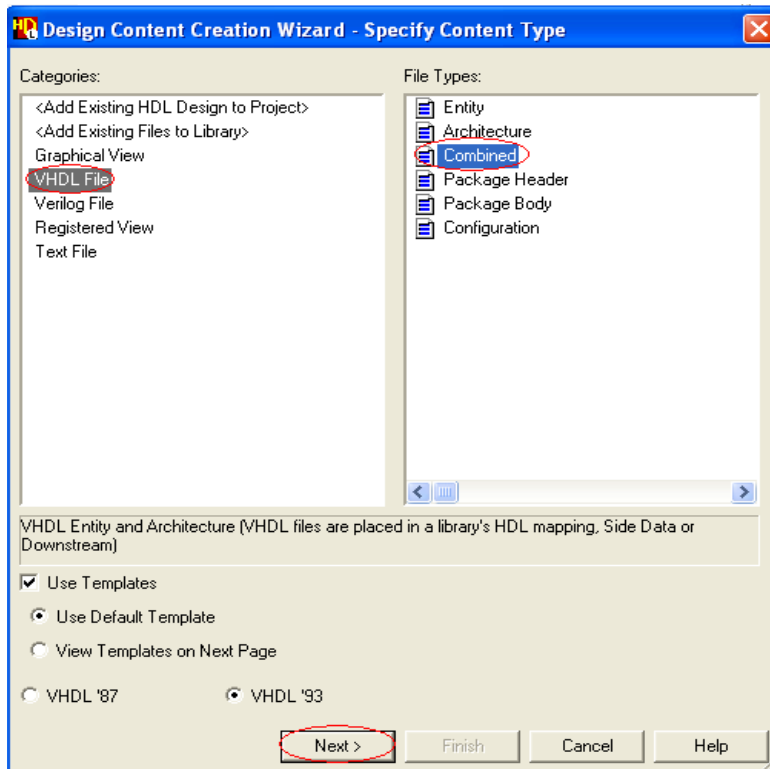 Design Content Creation Wizard - Specify Content Type
Categories:
<Add Existing HDL Design to Project>
<Add Existing Files to Library>
Graphical View
VHDL File
Verilog File
Registered View
Text File
File Types:
Entity
Architecture
Combined
Package Header
Package Body
Configuration
VHDL Entity and Architecture (VHDL files are placed in a library's HDL mapping, Side Data or
Downstream)
Use Templates
Use Default Template
View Templates on Next Page
VHDL '87 VHDL '93
Next > Finish Cancel Help